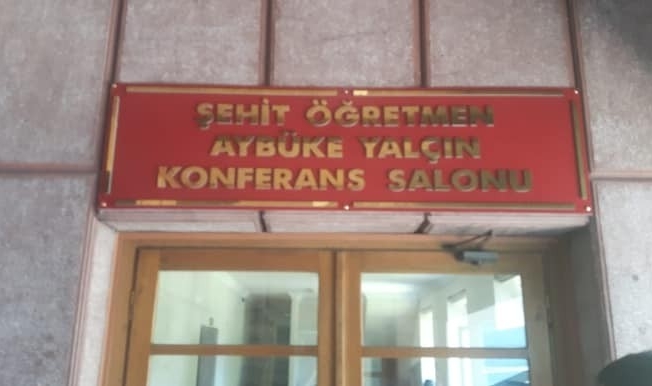 ŞEHİT ÖĞRETMEN
AYBÜKE YALÇIN
KONFERANS SALONU